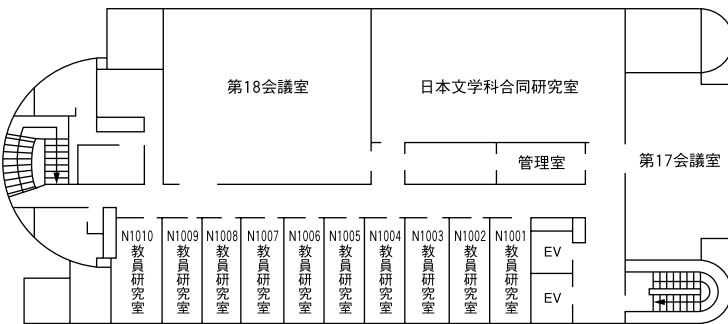 第18会議室
日本文学科合同研究室
管理室
第17会議室
N1010
教員研究室
N1009
教員研究室
N1008
教員研究室
N1007
教員研究室
N1006
教員研究室
N1005
教員研究室
N1004
教員研究室
N1003
教員研究室
N1002
教員研究室
N1001
教員研究室
EV
EV